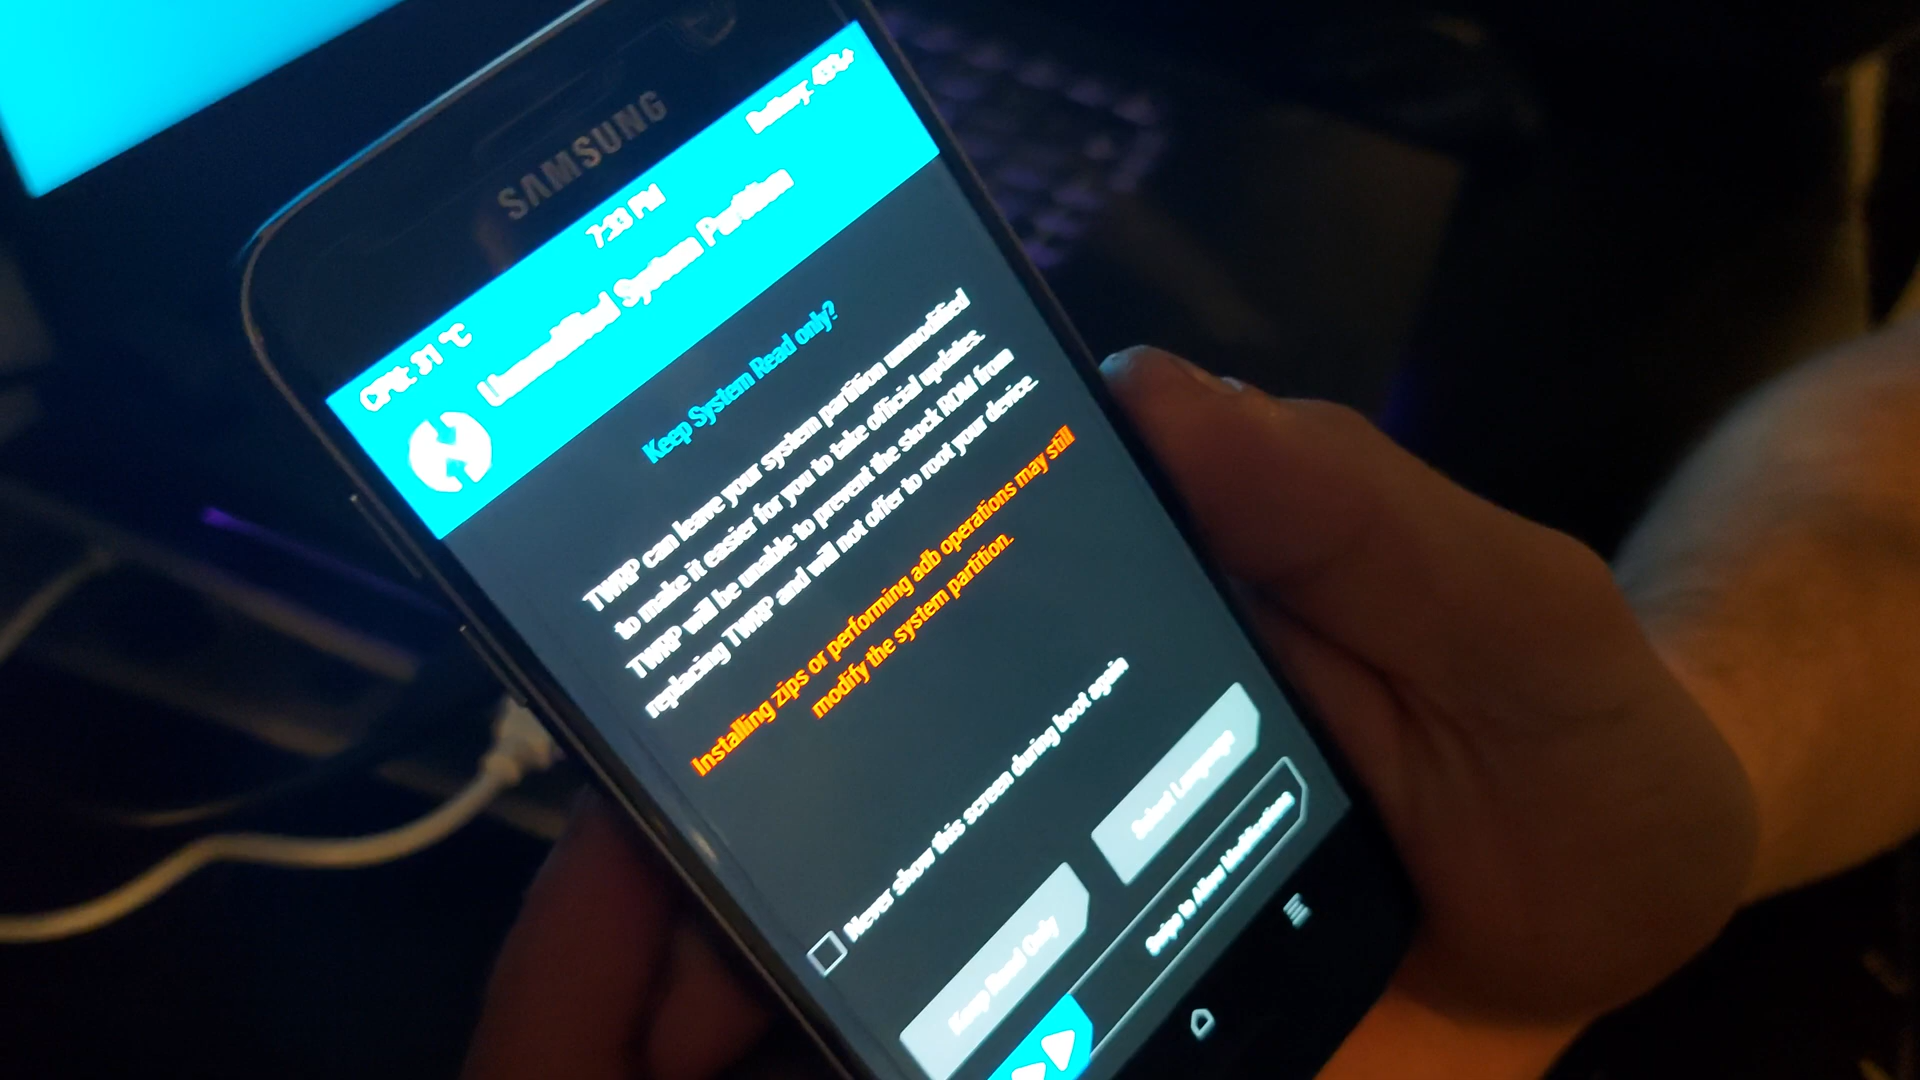 SAMSUNG
7:33 PM
Battery: 43%+
CPU: 31 °C
Unmodified System Partition
Keep System Read only?
TWRP can leave your system partition unmodified
to make it easier for you to take official updates.
TWRP will be unable to prevent the stock ROM from
replacing TWRP and will not offer to root your device.
Installing zips or performing adb operations may still
modify the system partition.
Never show this screen during boot again
Keep Read Only
Select Language
Swipe to Allow Modifications